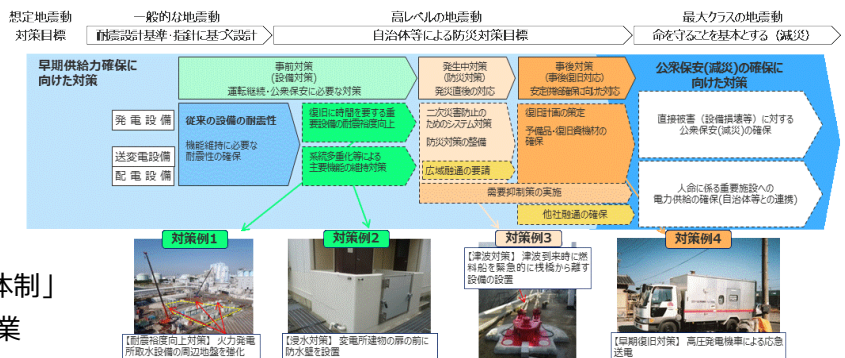 想定地震動 一般的な地震動 高レベルの地震動 最大クラスの地震動
対策目標 耐震設計基準・指針に基づく設計 自治体等による防災対策目標 命を守ることを基本とする(減災)
早期供給力確保に
向けた対策
事前対策
(設備対策)
運転継続・公衆保安に必要な対策
発生中対策
(防災対策)
発災直後の対応
事後対策
(事後復旧対応)
安定供給確保に向けた対応
公衆保安(減災)の確保に
向けた対策
発電設備
送変電設備
配電設備
従来の設備の耐震性
機能維持に必要な
耐震性の確保
復旧に時間を要する重
要設備の耐震裕度向上
系統多重化等による
主要機能の維持対策
二次災害防止の
ためのシステム対策
防災対策の整備
広域融通の要請
復旧計画の策定
予備品・復旧資機材の
確保
需要抑制策の実施
他社融通の確保
直接被害(設備損壊等)に対する
公衆保安(減災)の確保
人命に係る重要施設への
電力供給の確保(自治体等との連携)
対策例1
【耐震裕度向上対策】 火力発電
所取水設備の周辺地盤を強化
対策例2
【浸水対策】 変電所建物の扉の前に
防水壁を設置
対策例3
【津波対策】 津波到来時に燃
料船を緊急的に桟橋から離す
設備の設置
対策例4
【早期復旧対策】 高圧発電機車による応急
送電
体制」
業